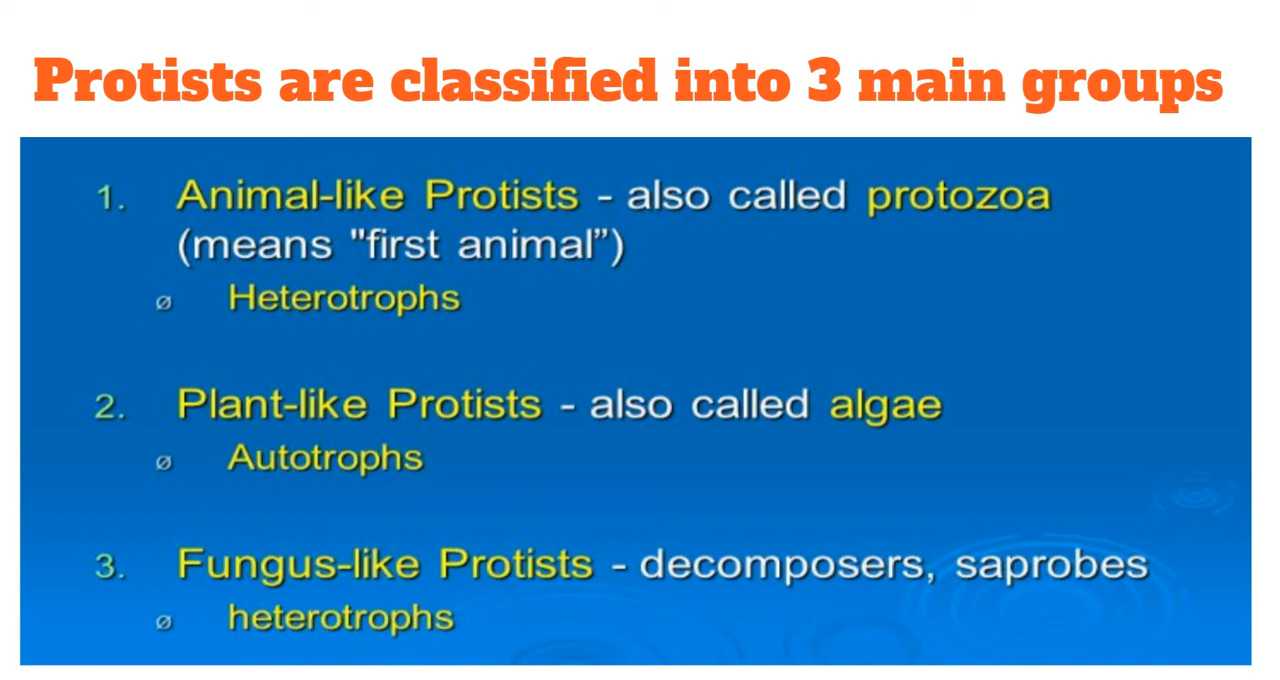 Protists are classified into 3 main groups
1. Animal-like Protists - also called protozoa
(means "first animal”)
ø Heterotrophs
2. Plant-like Protists - also called algae
ø Autotrophs
3. Fungus-like Protists - decomposers, saprobes
ø heterotrophs